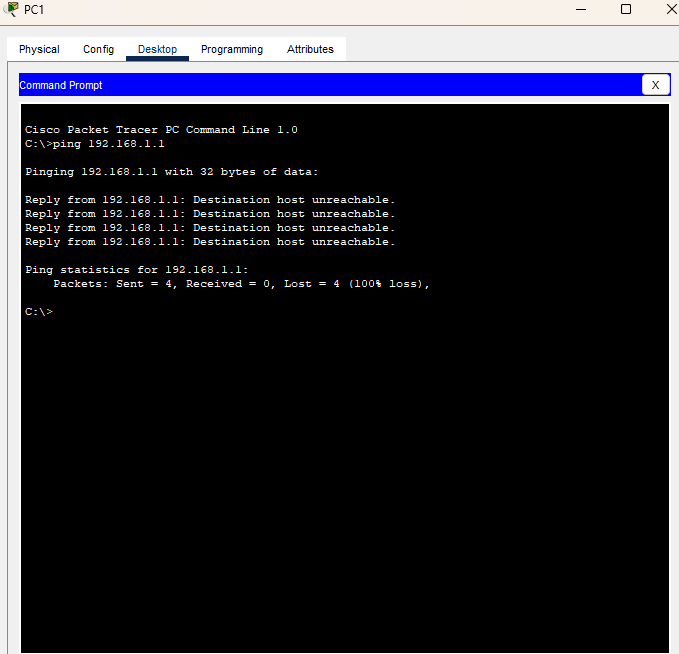 PC1
Physical Config Desktop Programming Attributes
Command Prompt X
Cisco Packet Tracer PC Command Line 1.0
C:\>ping 192.168.1.1
Pinging 192.168.1.1 with 32 bytes of data:
Reply from 192.168.1.1: Destination host unreachable.
Reply from 192.168.1.1: Destination host unreachable.
Reply from 192.168.1.1: Destination host unreachable.
Reply from 192.168.1.1: Destination host unreachable.
Ping statistics for 192.168.1.1:
Packets: Sent = 4, Received = 0, Lost = 4 (100% loss),
C:\>